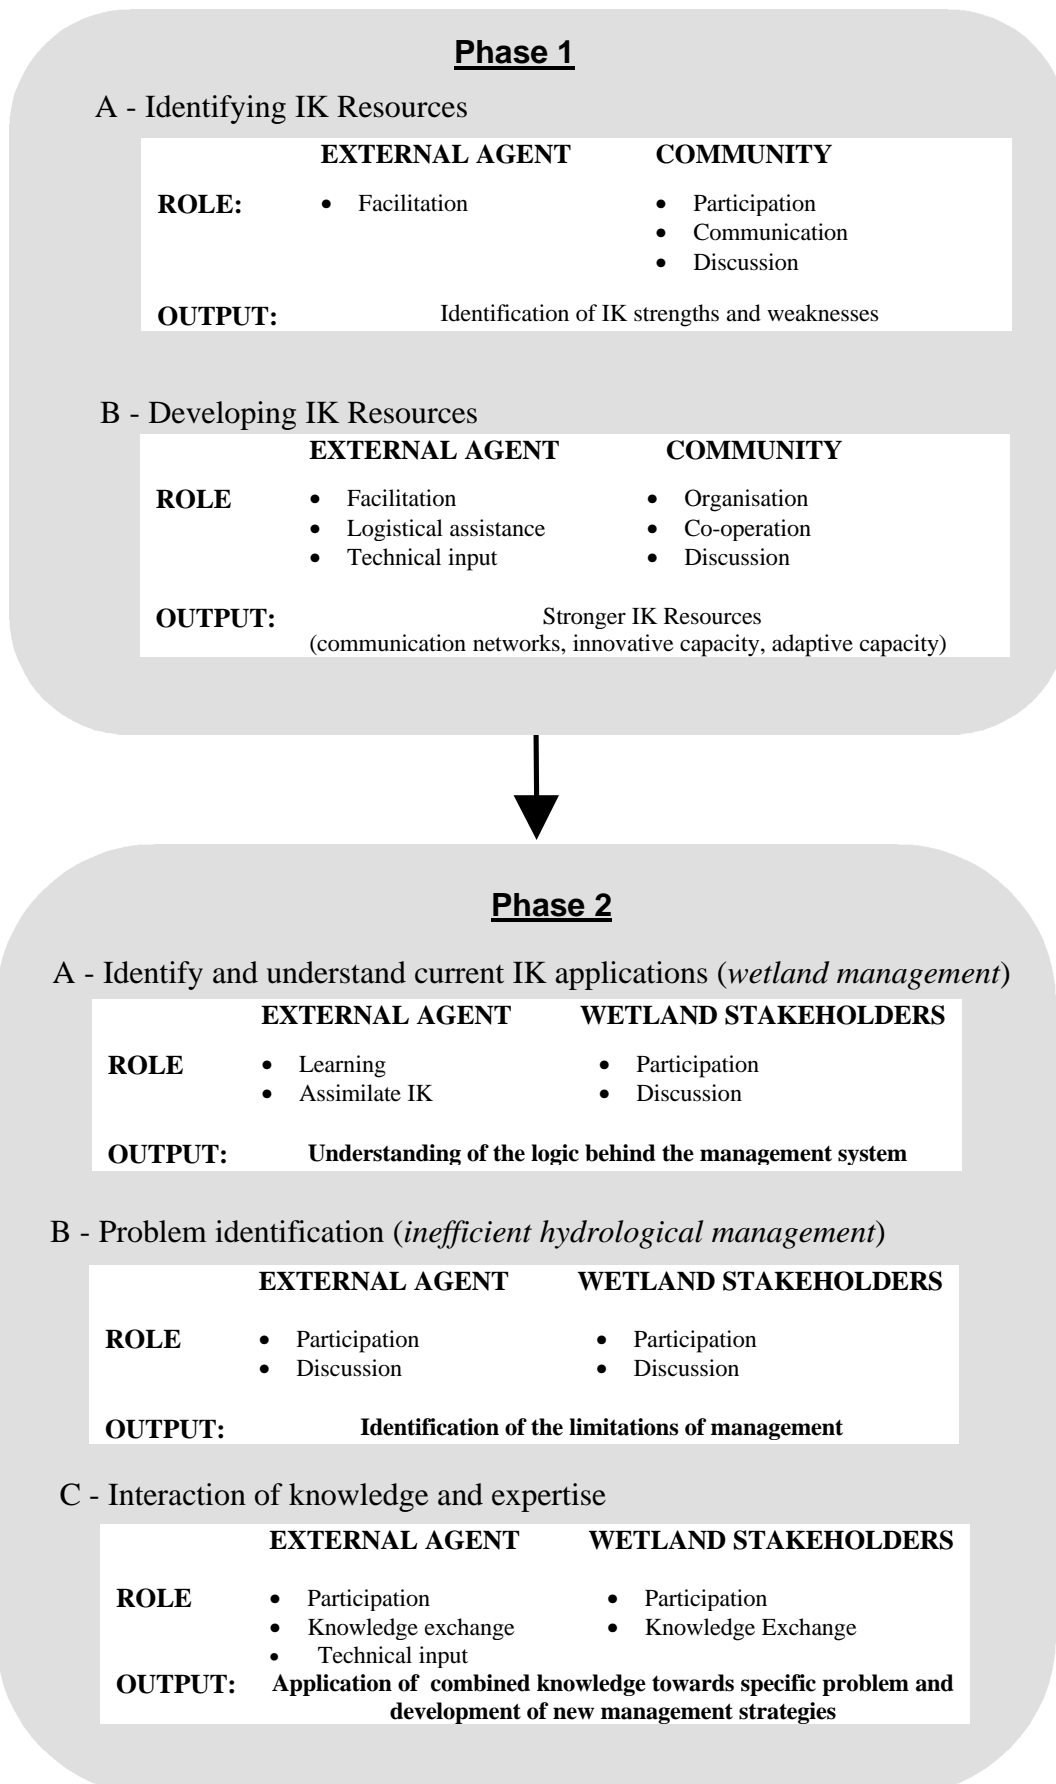 Phase 1
A - Identifying IK Resources
EXTERNAL AGENT COMMUNITY
ROLE: • Facilitation • Participation
• Communication
• Discussion
OUTPUT: Identification of IK strengths and weaknesses
B - Developing IK Resources
EXTERNAL AGENT COMMUNITY
ROLE • Facilitation • Organisation
• Logistical assistance • Co-operation
• Technical input • Discussion
OUTPUT: Stronger IK Resources
(communication networks, innovative capacity, adaptive capacity)
Phase 2
A - Identify and understand current IK applications (wetland management)
EXTERNAL AGENT WETLAND STAKEHOLDERS
ROLE • Learning • Participation
• Assimilate IK • Discussion
OUTPUT: Understanding of the logic behind the management system
B - Problem identification (inefficient hydrological management)
EXTERNAL AGENT WETLAND STAKEHOLDERS
ROLE • Participation • Participation
• Discussion • Discussion
OUTPUT: Identification of the limitations of management
C - Interaction of knowledge and expertise
EXTERNAL AGENT WETLAND STAKEHOLDERS
ROLE • Participation • Participation
• Knowledge exchange • Knowledge Exchange
• Technical input
OUTPUT: Application of combined knowledge towards specific problem and
development of new management strategies